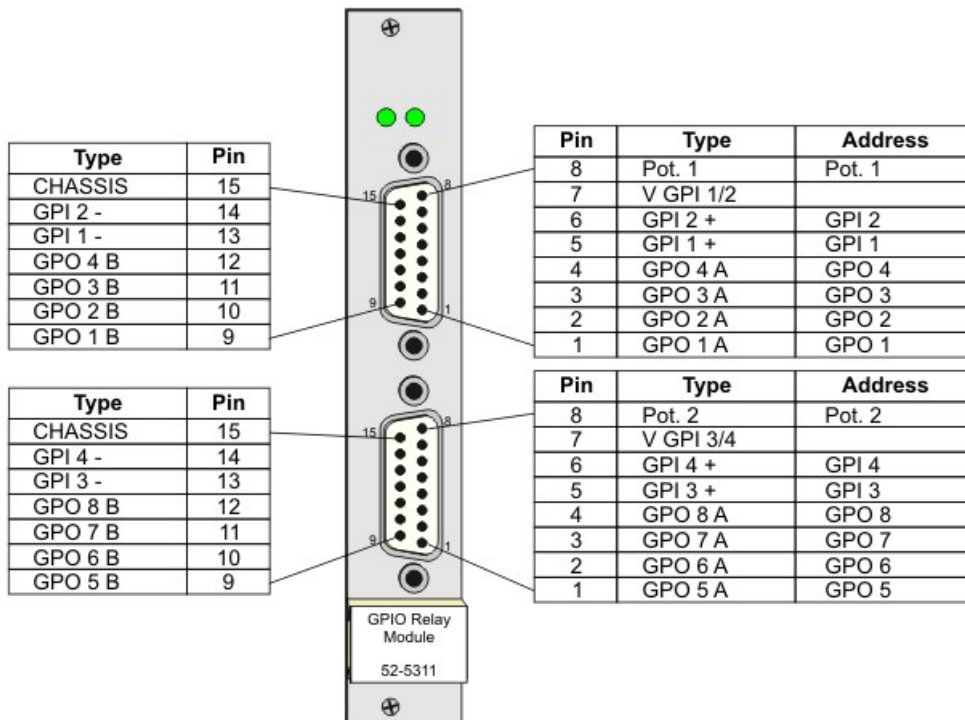 Type Pin
CHASSIS 15
GPI 2 - 14
GPI 1 - 13
GPO 4 B 12
GPO 3 B 11
GPO 2 B 10
GPO 1 B 9
15 8
9 1
Pin Type Address
8 Pot. 1 Pot. 1
7 V GPI 1/2
6 GPI 2 + GPI 2
5 GPI 1 + GPI 1
4 GPO 4 A GPO 4
3 GPO 3 A GPO 3
2 GPO 2 A GPO 2
1 GPO 1 A GPO 1
Type Pin
CHASSIS 15
GPI 4 - 14
GPI 3 - 13
GPO 8 B 12
GPO 7 B 11
GPO 6 B 10
GPO 5 B 9
15 8
9 1
Pin Type Address
8 Pot. 2 Pot. 2
7 V GPI 3/4
6 GPI 4 + GPI 4
5 GPI 3 + GPI 3
4 GPO 8 A GPO 8
3 GPO 7 A GPO 7
2 GPO 6 A GPO 6
1 GPO 5 A GPO 5
GPIO Relay
Module
52-5311